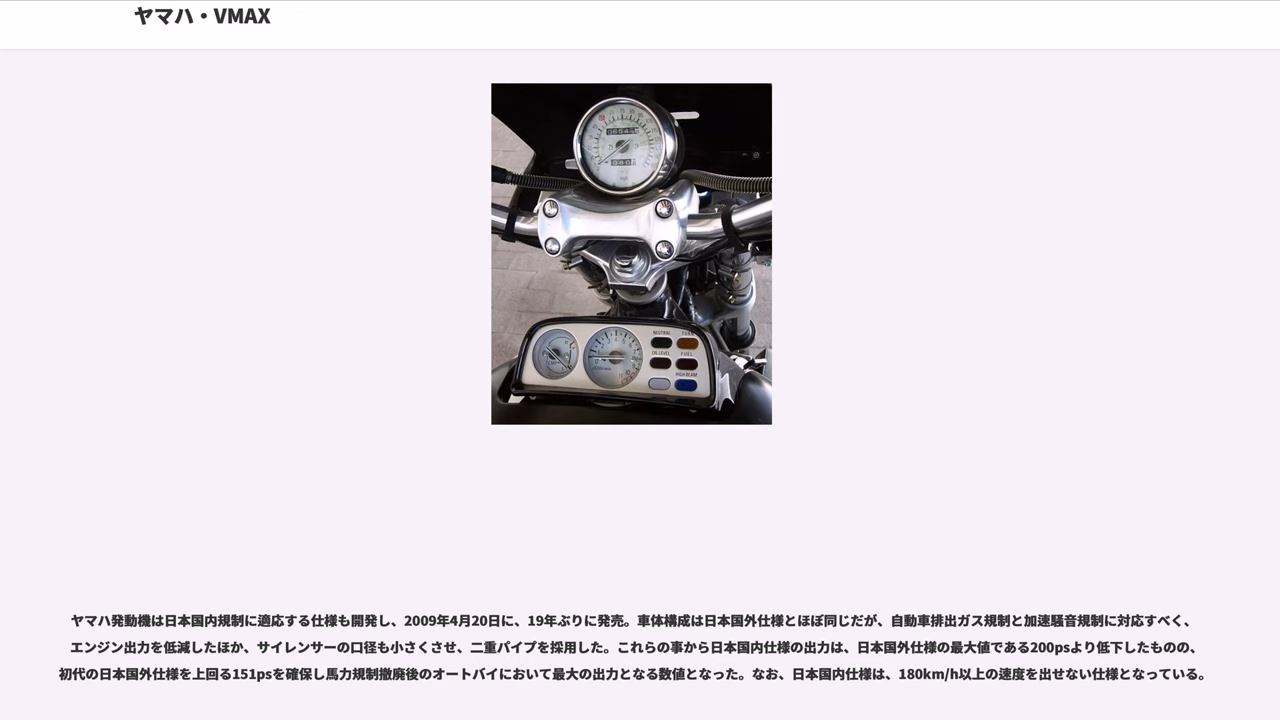 ヤマハ・VMAX
NEUTRAL TURN
OIL LEVEL FUEL
HIGH BEAM
ヤマハ発動機は日本国内規制に適応する仕様も開発し、2009年4月20日に、19年ぶりに発売。車体構成は日本国外仕様とほぼ同じだが、自動車排出ガス規制と加速騒音規制に対応すべく、
エンジン出力を低減したほか、サイレンサーの口径も小さくさせ、二重パイプを採用した。これらの事から日本国内仕様の出力は、日本国外仕様の最大値である200psより低下したものの、
初代の日本国外仕様を上回る151psを確保し馬力規制撤廃後のオートバイにおいて最大の出力となる数値となった。なお、日本国内仕様は、180km/h以上の速度を出せない仕様となっている。